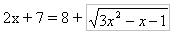 2x + 7 = 8 + √(3x² − x − 1)